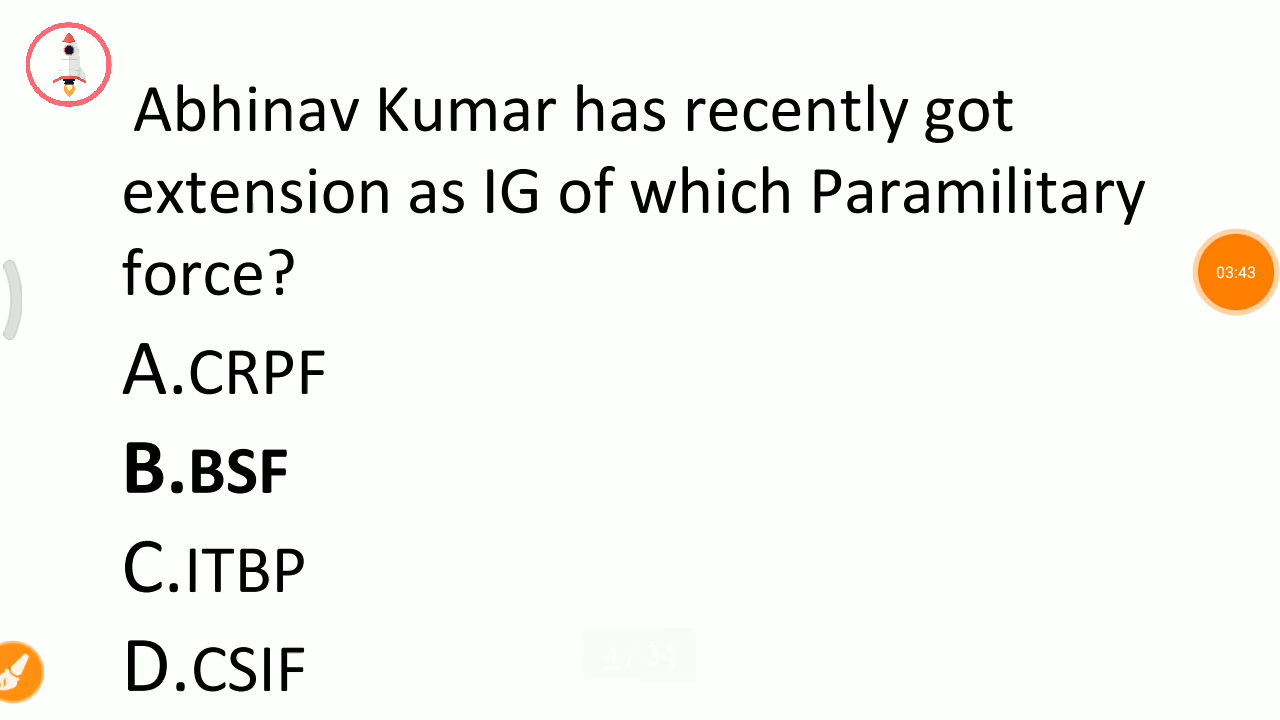 Abhinav Kumar has recently got
extension as IG of which Paramilitary
force?
A.CRPF
B.BSF
C.ITBP
D.CSIF
03:43